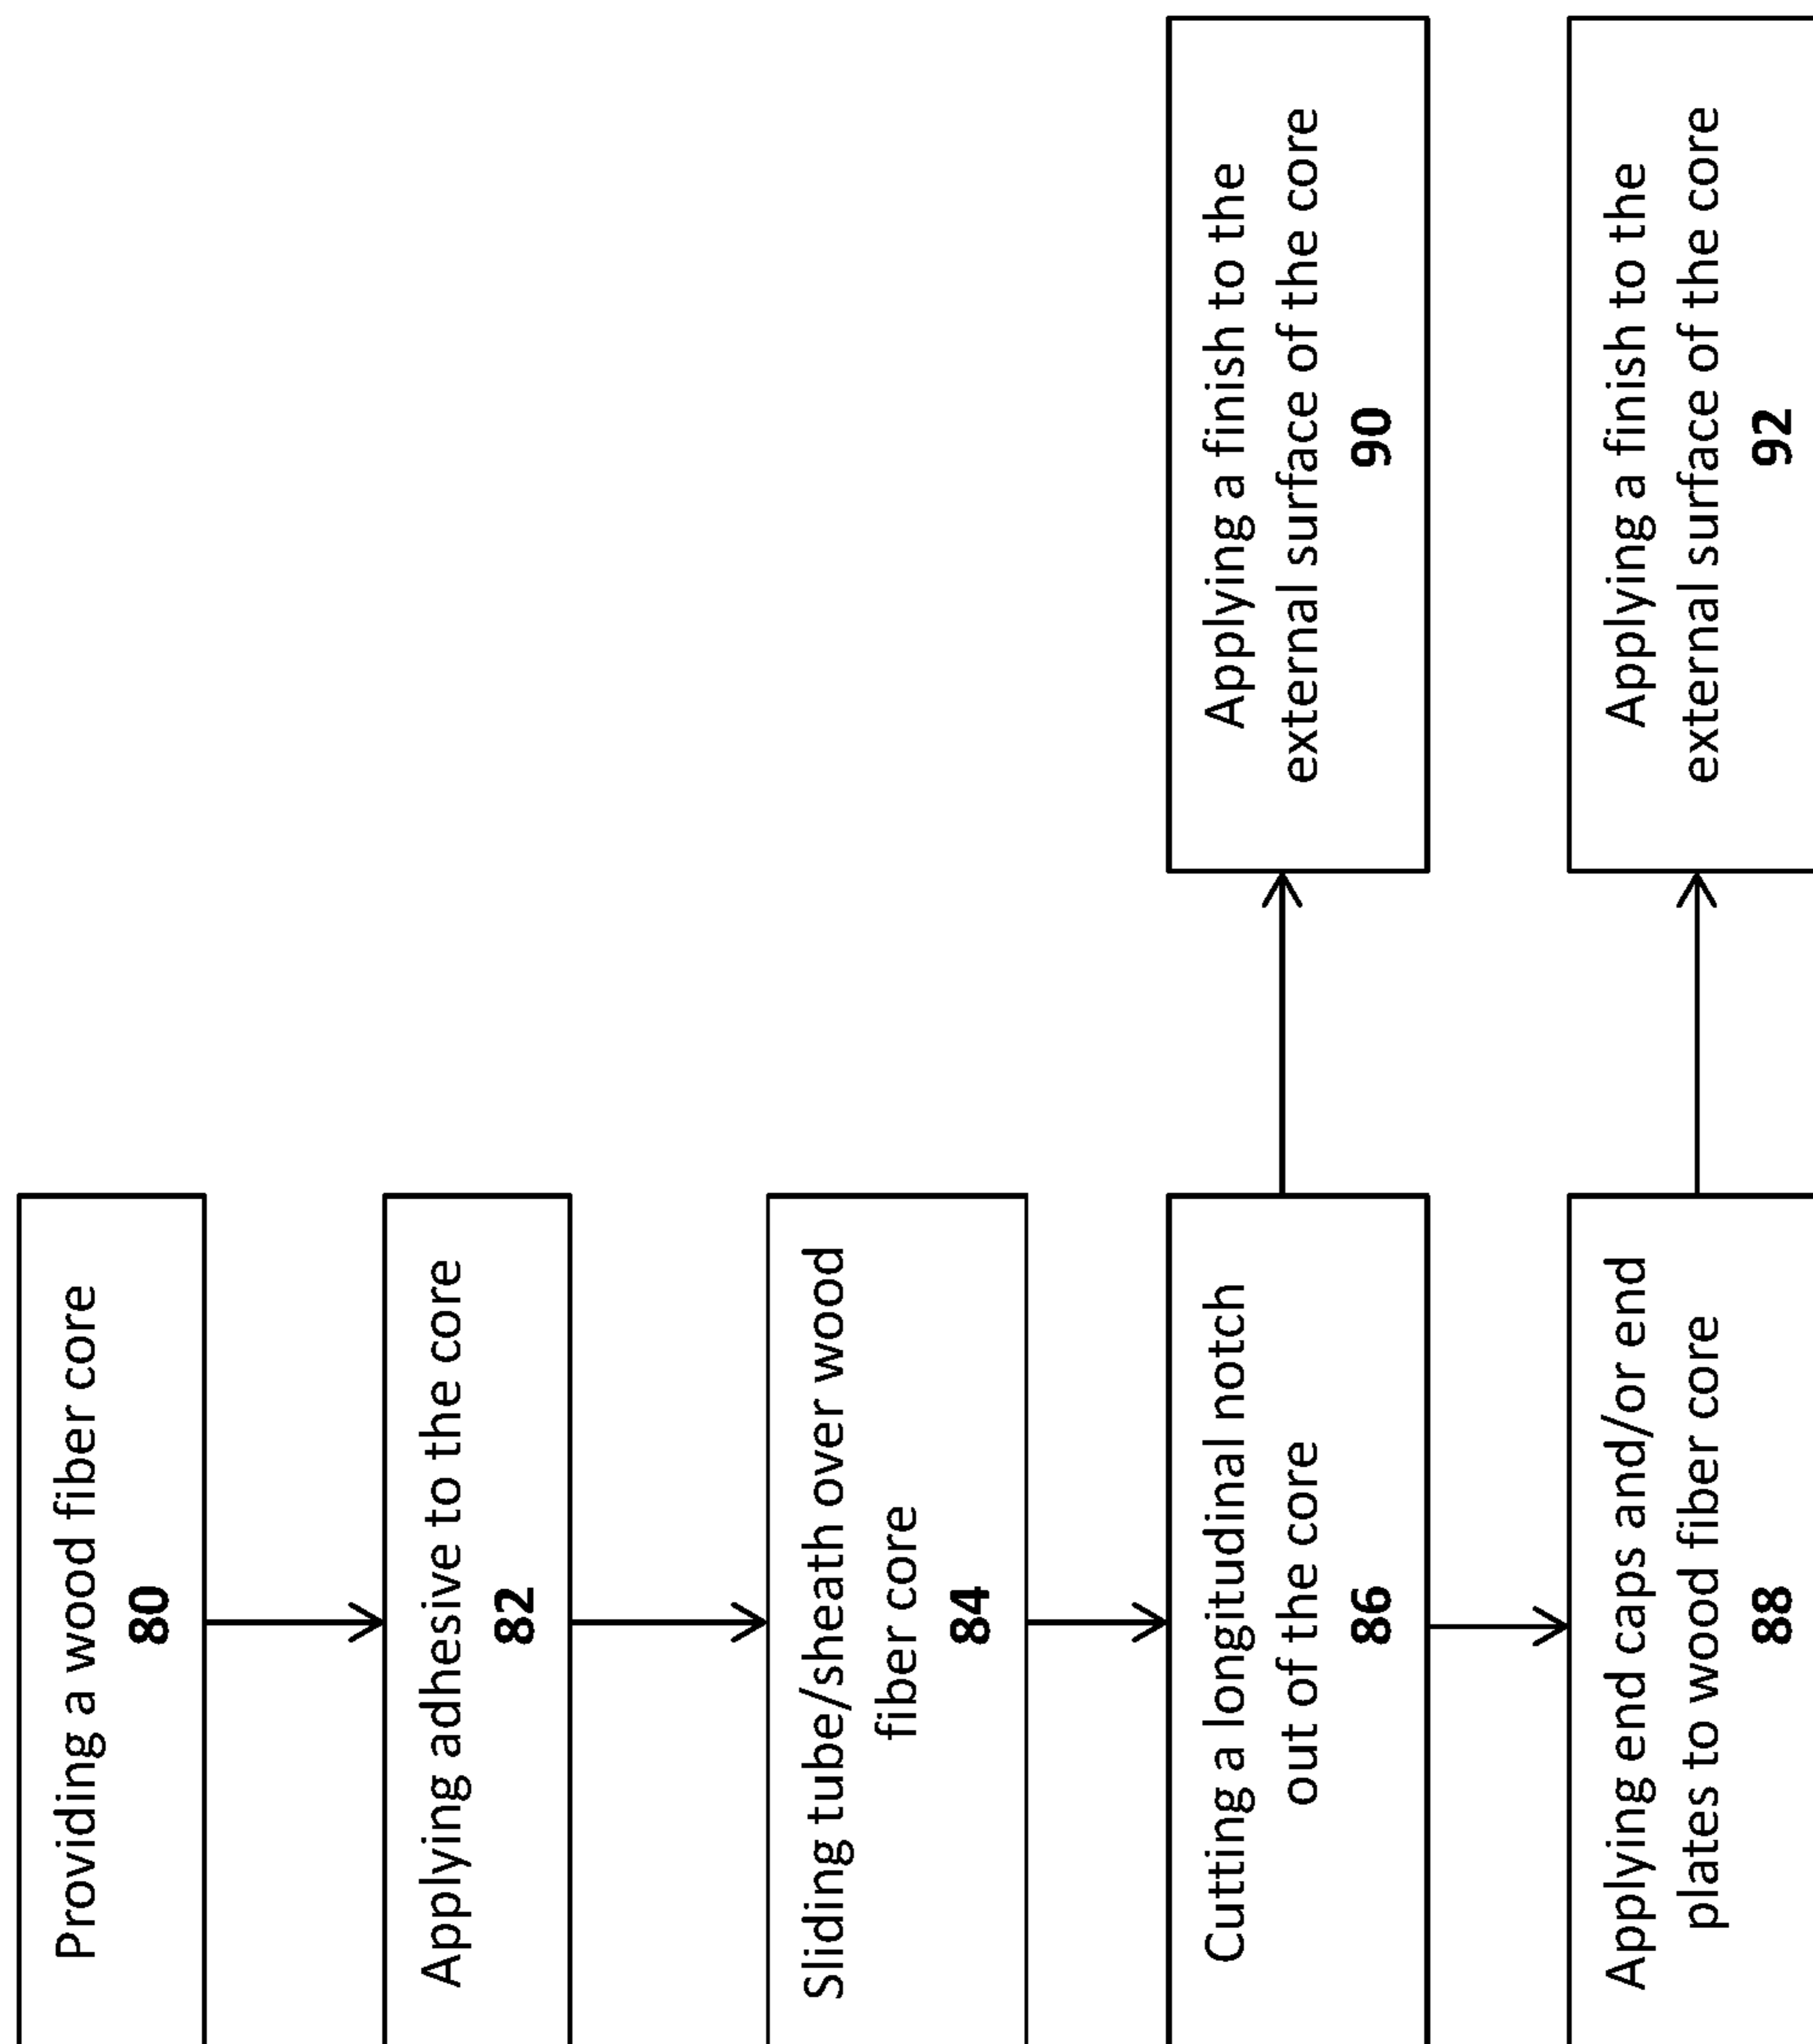 Providing a wood fiber core
80
Applying adhesive to the core
82
Sliding tube/sheath over wood
fiber core
84
Cutting a longitudinal notch
out of the core
86
Applying a finish to the
external surface of the core
90
Applying end caps and/or end
plates to wood fiber core
88
Applying a finish to the
external surface of the core
92